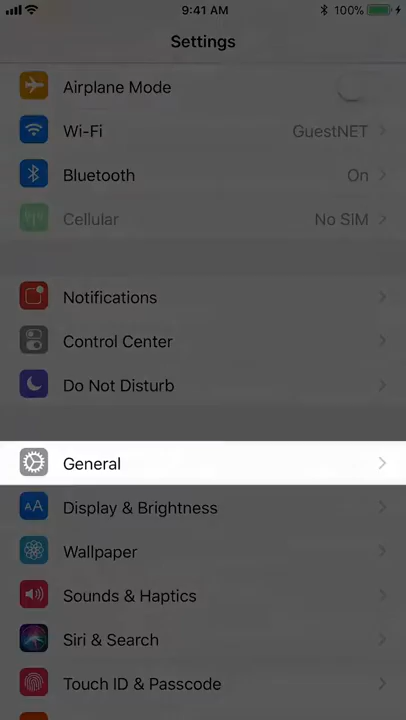 9:41 AM 100%
Settings
Airplane Mode
Wi-Fi GuestNET
Bluetooth On
Cellular No SIM
Notifications
Control Center
Do Not Disturb
General
AA Display & Brightness
Wallpaper
Sounds & Haptics
Siri & Search
Touch ID & Passcode